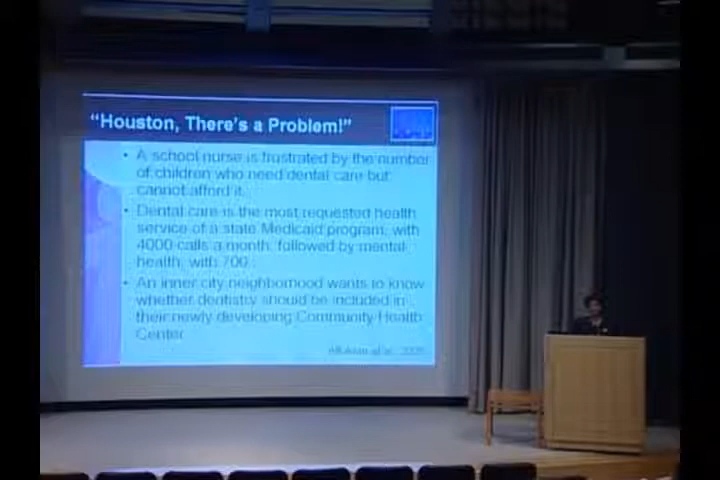 “Houston, There’s a Problem!”
• A school nurse is frustrated by the number
of children who need dental care but
cannot afford it.
• Dental care is the most requested health
service of a state Medicaid program, with
4000 calls a month, followed by mental
health, with 700.
• An inner city neighborhood wants to know
whether dentistry should be included in
their newly developing Community Health
Center